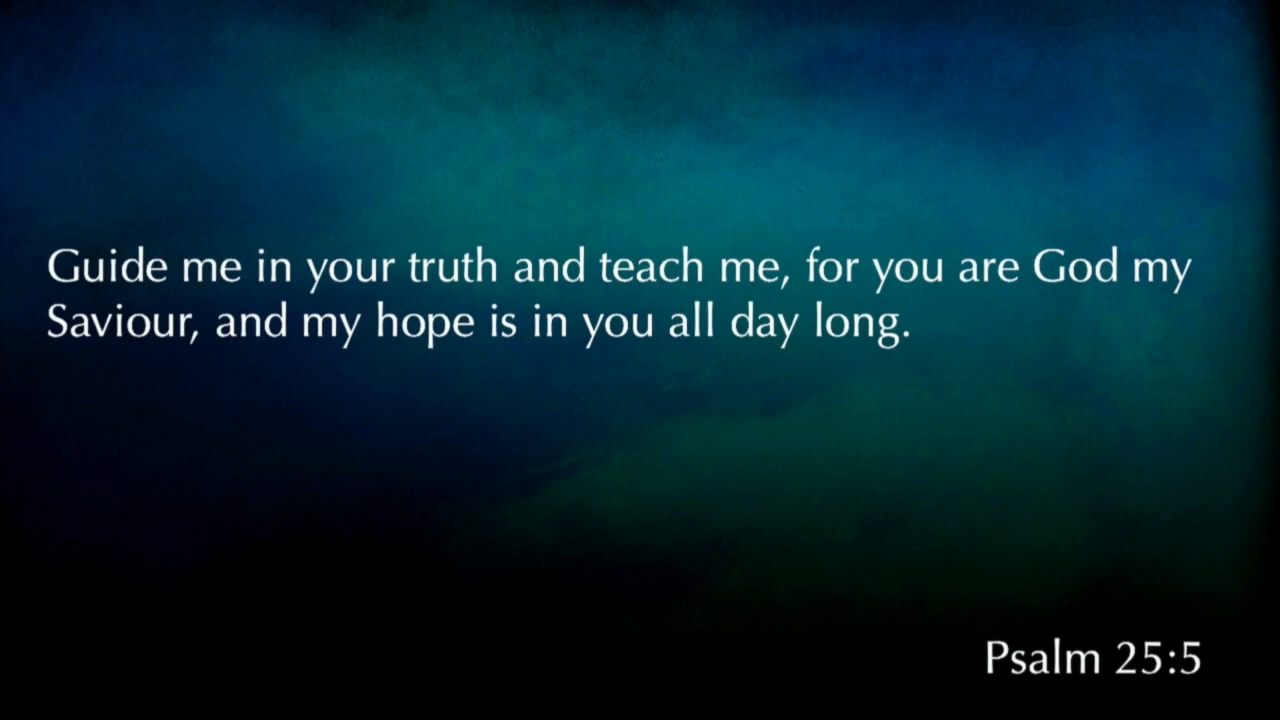 Guide me in your truth and teach me, for you are God my
Saviour, and my hope is in you all day long.
Psalm 25:5